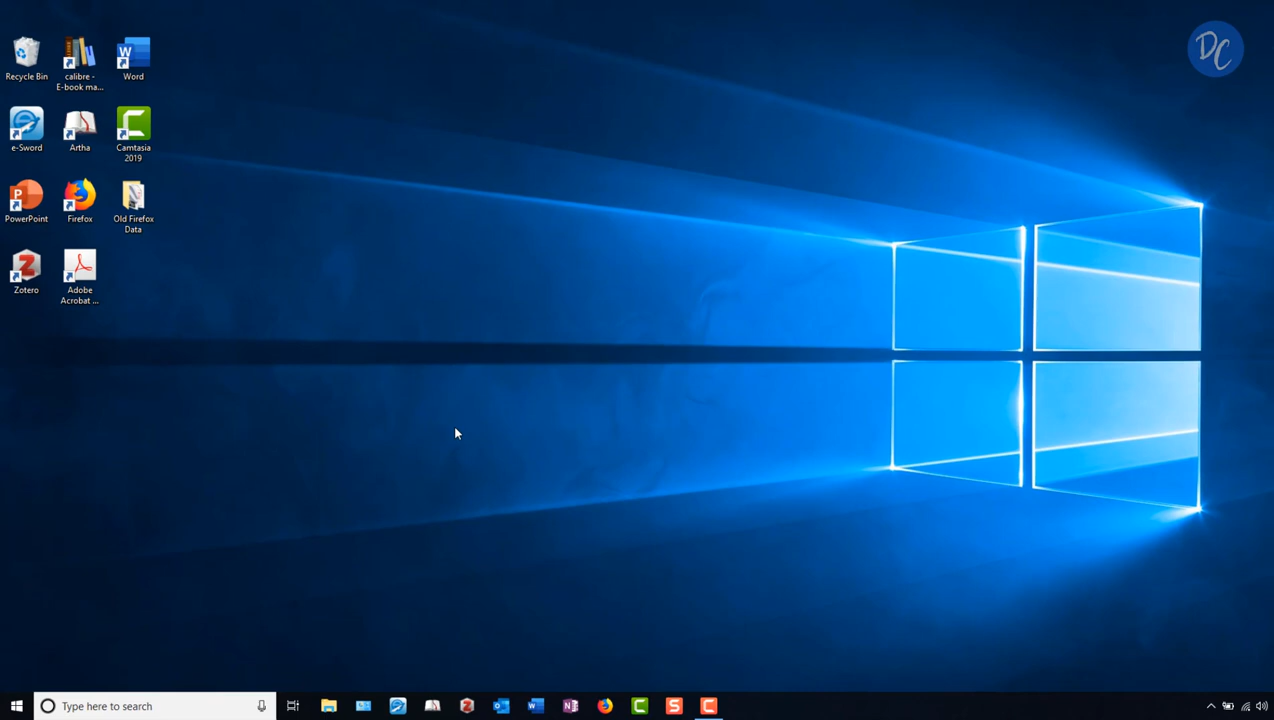 DC
Recycle Bin
calibre -
E-book ma...
Word
e-Sword
Artha
Camtasia
2019
PowerPoint
Firefox
Old Firefox
Data
Zotero
Adobe
Acrobat ...
Type here to search